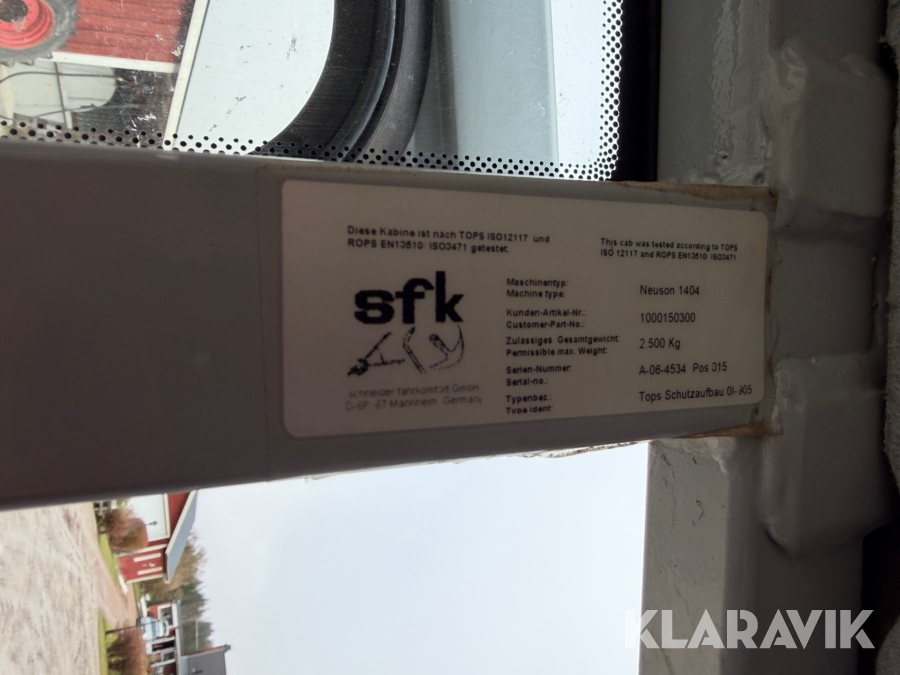 Diese Kabine ist nach TOPS ISO12117 und
ROPS EN13510/ ISO3471 getestet.
This cab was tested according to TOPS
ISO 12117 and ROPS EN13510/ ISO3471
sfk
schneider fahrkomfort GmbH
Mannheim Germany
Maschinentyp: Neuson 1404
Machine type:
Kunden-Artikel-Nr.: 1000150300
Customer-Part-No.:
Zulässiges Gesamtgewicht: 2.500 Kg
Permissible max. Weight:
Serien-Nummer: A-06-4534 Pos 015
Serial-no.:
Typenbez.: Tops Schutzaufbau 0I-905
Type ident
KLARAVIK